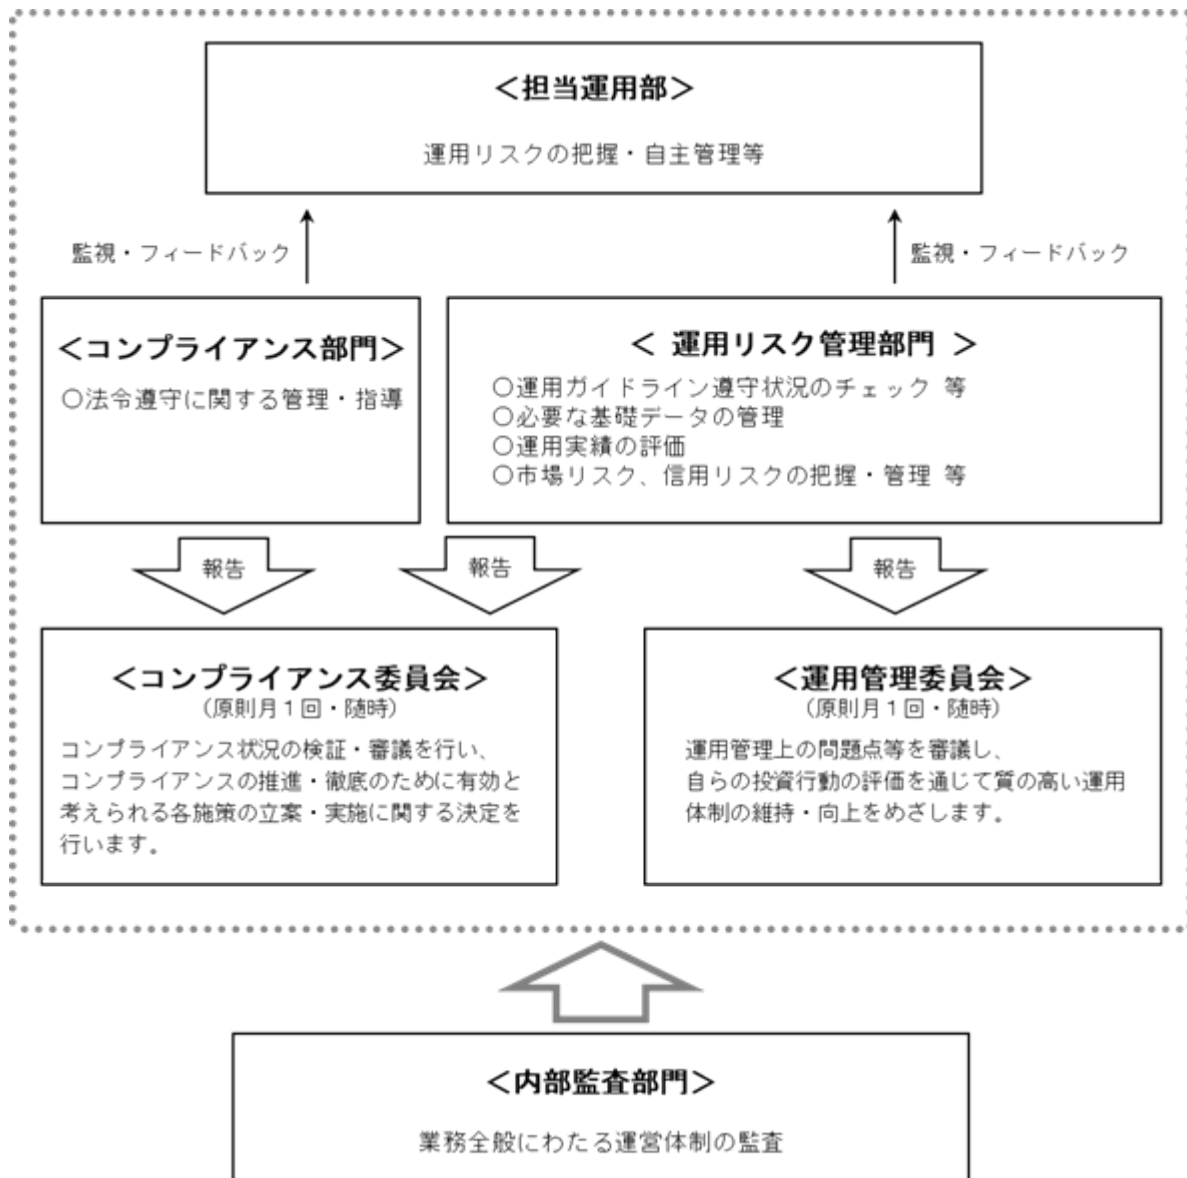 ＜担当運用部＞
運用リスクの把握・自主管理等
監視・フィードバック
監視・フィードバック
＜コンプライアンス部門＞
○法令遵守に関する管理・指導
＜ 運用リスク管理部門 ＞
○運用ガイドライン遵守状況のチェック 等
○必要な基礎データの管理
○運用実績の評価
○市場リスク、信用リスクの把握・管理 等
報告
報告
報告
＜コンプライアンス委員会＞
（原則月１回・随時）
コンプライアンス状況の検証・審議を行い、
コンプライアンスの推進・徹底のために有効と
考えられる各施策の立案・実施に関する決定を
行います。
＜運用管理委員会＞
（原則月１回・随時）
運用管理上の問題点等を審議し、
自らの投資行動の評価を通じて質の高い運用
体制の維持・向上をめざします。
＜内部監査部門＞
業務全般にわたる運営体制の監査